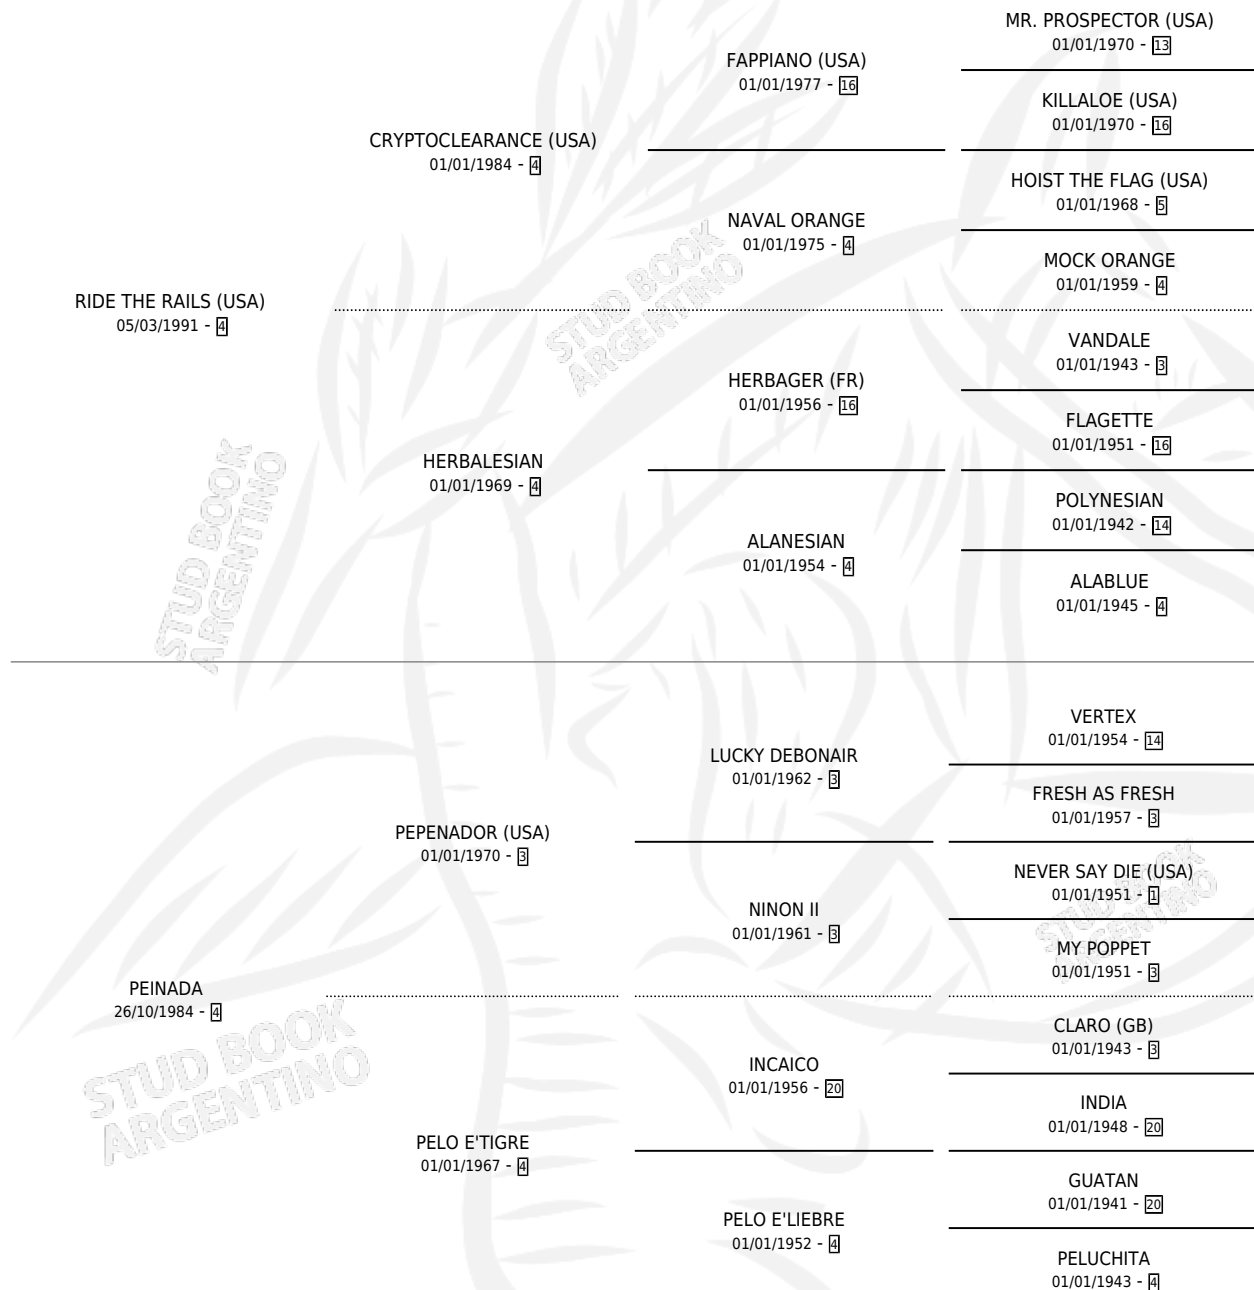 MR. PROSPECTOR (USA)
01/01/1970 - 13
FAPPIANO (USA)
01/01/1977 - 16
KILLALOE (USA)
01/01/1970 - 16
CRYPTOCLEARANCE (USA)
01/01/1984 - 4
HOIST THE FLAG (USA)
01/01/1968 - 5
NAVAL ORANGE
01/01/1975 - 4
MOCK ORANGE
01/01/1959 - 4
RIDE THE RAILS (USA)
05/03/1991 - 4
VANDALE
01/01/1943 - 3
HERBAGER (FR)
01/01/1956 - 16
FLAGETTE
01/01/1951 - 16
HERBALESIAN
01/01/1969 - 4
POLYNESIAN
01/01/1942 - 14
ALANESIAN
01/01/1954 - 4
ALABLUE
01/01/1945 - 4
STUD BOOK
ARGENTINO
STUD BOOK
ARGENTINO
VERTEX
01/01/1954 - 14
LUCKY DEBONAIR
01/01/1962 - 3
FRESH AS FRESH
01/01/1957 - 3
PEPENADOR (USA)
01/01/1970 - 3
NEVER SAY DIE (USA)
01/01/1951 - 1
NINON II
01/01/1961 - 3
MY POPPET
01/01/1951 - 3
STUD BOOK
ARGENTINO
PEINADA
26/10/1984 - 4
CLARO (GB)
01/01/1943 - 3
INCAICO
01/01/1956 - 20
INDIA
01/01/1948 - 20
PELO E'TIGRE
01/01/1967 - 4
GUATAN
01/01/1941 - 20
PELO E'LIEBRE
01/01/1952 - 4
PELUCHITA
01/01/1943 - 4
STUD BOOK
ARGENTINO